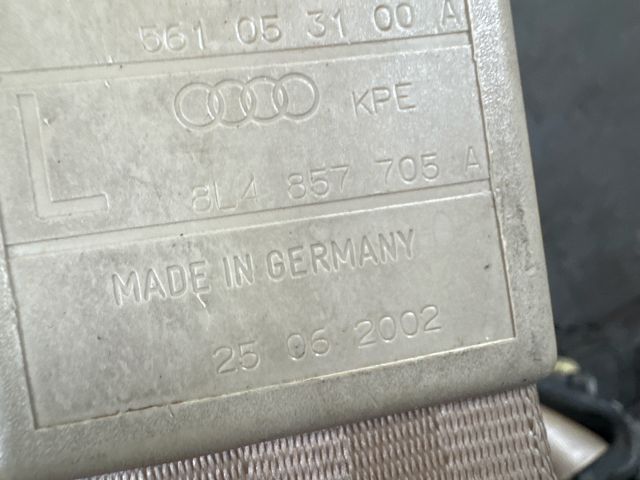 561 05 31 00 A
L
KPE
8L4 857 705 A
MADE IN GERMANY
25 06 2002